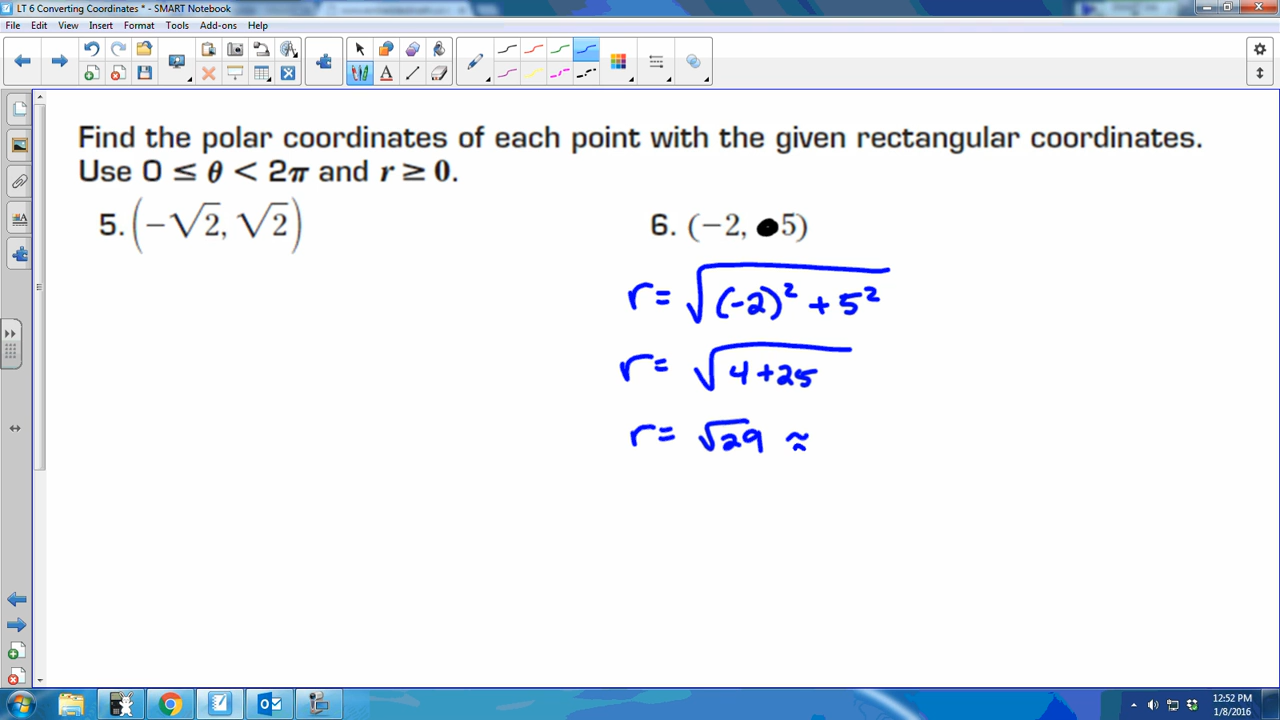 LT 6 Converting Coordinates * - SMART Notebook
File Edit View Insert Format Tools Add-ons Help
Find the polar coordinates of each point with the given rectangular coordinates.
Use 0 ≤ θ < 2π and r ≥ 0.
5. (−√2, √2)
6. (−2, 5)
r = √((-2)² + 5²)
r = √(4+25)
r = √29 ≈
12:52 PM
1/8/2016